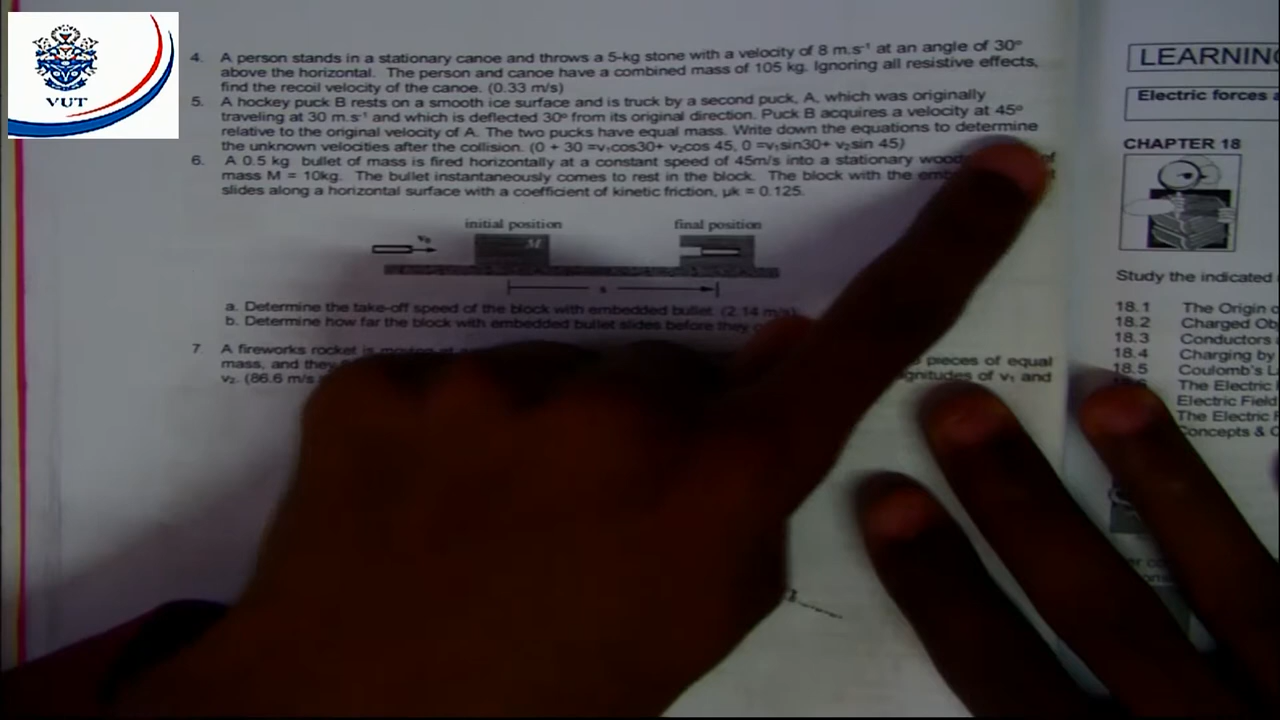 VUT
4. A person stands in a stationary canoe and throws a 5-kg stone with a velocity of 8 m.s⁻¹ at an angle of 30°
above the horizontal. The person and canoe have a combined mass of 105 kg. Ignoring all resistive effects,
find the recoil velocity of the canoe. (0.33 m/s)
5. A hockey puck B rests on a smooth ice surface and is truck by a second puck, A, which was originally
traveling at 30 m.s⁻¹ and which is deflected 30° from its original direction. Puck B acquires a velocity at 45°
relative to the original velocity of A. The two pucks have equal mass. Write down the equations to determine
the unknown velocities after the collision. (0 + 30 =v₁cos30+ v₂cos 45, 0 =v₁sin30+ v₂sin 45)
6. A 0.5 kg bullet of mass is fired horizontally at a constant speed of 45m/s into a stationary of
mass M = 10kg. The bullet instantaneously comes to rest in the block. The block with the
slides along a horizontal surface with a coefficient of kinetic friction, μk = 0.125.
initial position final position
v₀ M
s
a. Determine the take-off speed of the block with embedded bullet. (2.14 m/s)
b. Determine how far the block with embedded bullet slides before they
7. A fireworks rocket is moving at pieces of equal
mass, and they magnitudes of v₁ and
v₂. (86.6 m/s
LEARNING
Electric forces
CHAPTER 18
Study the indicated
18.1 The Origin
18.2 Charged
18.3 Conductors
18.4 Charging by
18.5 Coulomb's
The Electric
Electric Field
The Electric
Concepts &